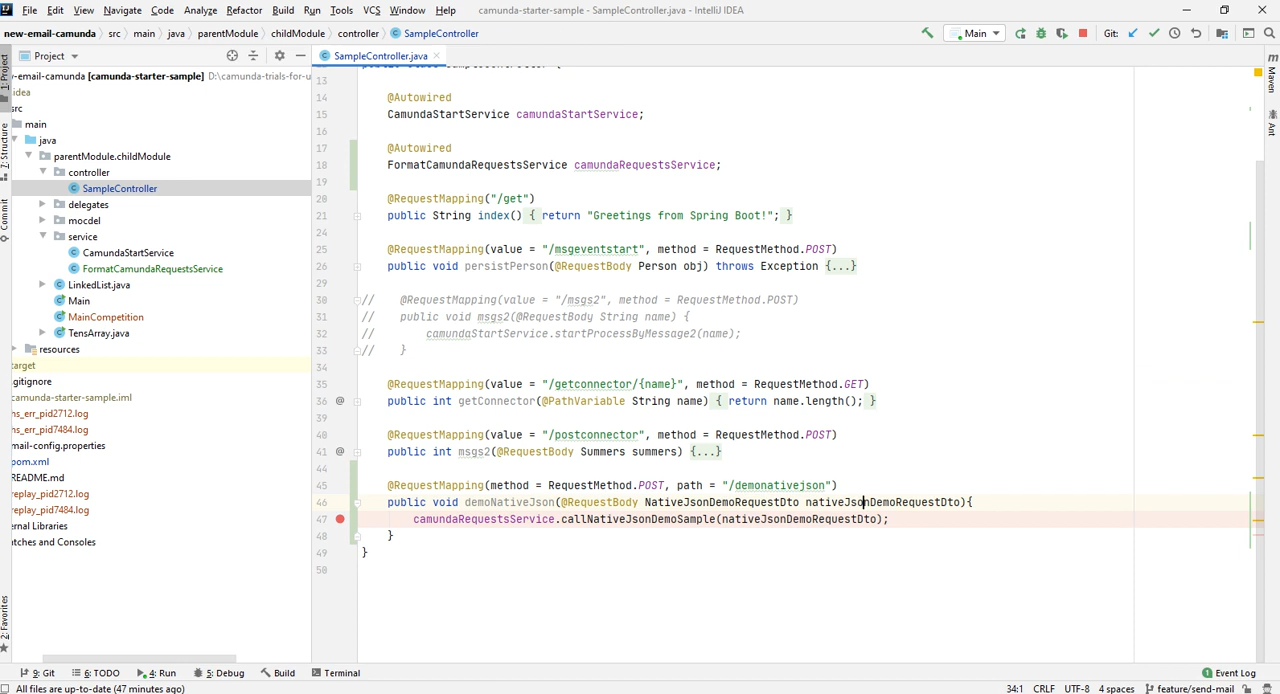 File Edit View Navigate Code Analyze Refactor Build Run Tools VCS Window Help camunda-starter-sample - SampleController.java - IntelliJ IDEA
new-email-camunda src main java parentModule childModule controller SampleController Main Git:
Project SampleController.java
1: Project
7: Structure
Commit
2: Favorites
Maven
Ant
y-email-camunda [camunda-starter-sample] D:\camunda-trials-for-u
idea
src
main
java
parentModule.childModule
controller
SampleController
delegates
mocdel
service
CamundaStartService
FormatCamundaRequestsService
LinkedList.java
Main
MainCompetition
TensArray.java
resources
target
gitignore
camunda-starter-sample.iml
hs_err_pid2712.log
hs_err_pid7484.log
mail-config.properties
pom.xml
README.md
replay_pid2712.log
replay_pid7484.log
ernal Libraries
atches and Consoles
13
14 @Autowired
15 CamundaStartService camundaStartService;
16
17 @Autowired
18 FormatCamundaRequestsService camundaRequestsService;
19
20 @RequestMapping("/get")
21 public String index() { return "Greetings from Spring Boot!"; }
24
25 @RequestMapping(value = "/msgeventstart", method = RequestMethod.POST)
26 public void persistPerson(@RequestBody Person obj) throws Exception {...}
29
30 // @RequestMapping(value = "/msgs2", method = RequestMethod.POST)
31 // public void msgs2(@RequestBody String name) {
32 // camundaStartService.startProcessByMessage2(name);
33 // }
34
35 @RequestMapping(value = "/getconnector/{name}", method = RequestMethod.GET)
36 @ public int getConnector(@PathVariable String name) { return name.length(); }
39
40 @RequestMapping(value = "/postconnector", method = RequestMethod.POST)
41 @ public int msgs2(@RequestBody Summers summers) {...}
44
45 @RequestMapping(method = RequestMethod.POST, path = "/demonativejson")
46 public void demoNativeJson(@RequestBody NativeJsonDemoRequestDto nativeJsonDemoRequestDto){
47 camundaRequestsService.callNativeJsonDemoSample(nativeJsonDemoRequestDto);
48 }
49 }
50
9: Git 6: TODO 4: Run 5: Debug Build Terminal 1 Event Log
All files are up-to-date (47 minutes ago) 34:1 CRLF UTF-8 4 spaces feature/send-mail